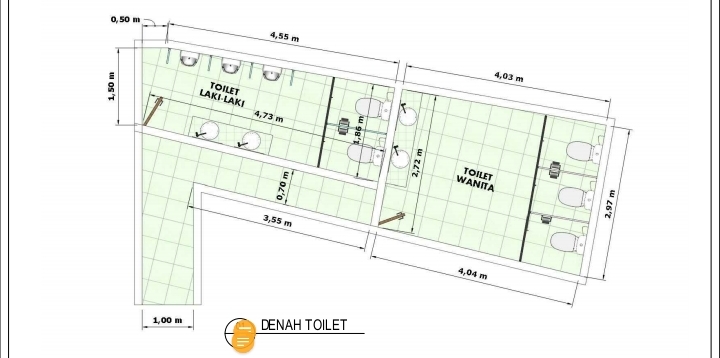 0,50 m
4,55 m
4,03 m
1,50 m
TOILET
LAKI-LAKI
4,73 m
1,86 m
2,72 m
TOILET
WANITA
2,97 m
0,70 m
3,55 m
4,04 m
1,00 m
DENAH TOILET